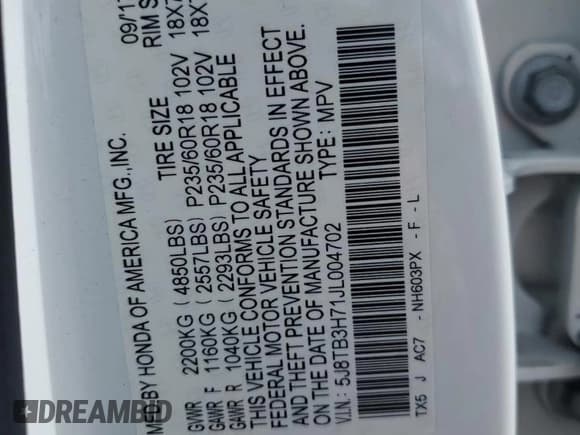 MFD. BY HONDA OF AMERICA MFG., INC. 09/1
TIRE SIZE RIM S
GVWR 2200KG ( 4850LBS)
GAWR F 1160KG ( 2557LBS) P235/60R18 102V 18X7
GAWR R 1040KG ( 2293LBS) P235/60R18 102V 18X7
THIS VEHICLE CONFORMS TO ALL APPLICABLE
FEDERAL MOTOR VEHICLE SAFETY
AND THEFT PREVENTION STANDARDS IN EFFECT
ON THE DATE OF MANUFACTURE SHOWN ABOVE.
V.I.N.: 5J8TB3H71JL004702 TYPE: MPV
TX5 J AC7 - NH603PX - F - L
AMERICANBID